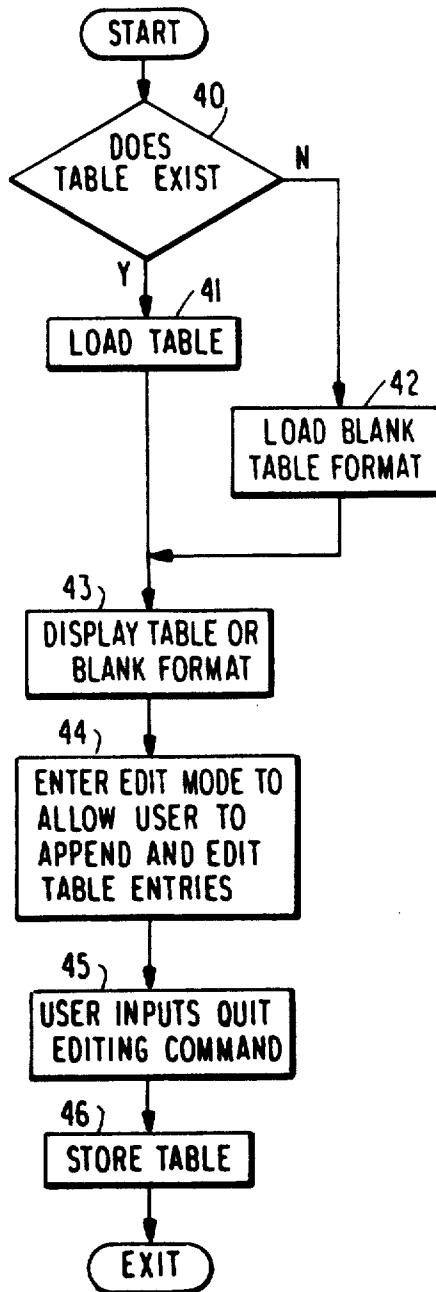 START
40
DOES
TABLE EXIST
N
Y
41
LOAD TABLE
42
LOAD BLANK
TABLE FORMAT
43
DISPLAY TABLE OR
BLANK FORMAT
44
ENTER EDIT MODE TO
ALLOW USER TO
APPEND AND EDIT
TABLE ENTRIES
45
USER INPUTS QUIT
EDITING COMMAND
46
STORE TABLE
EXIT